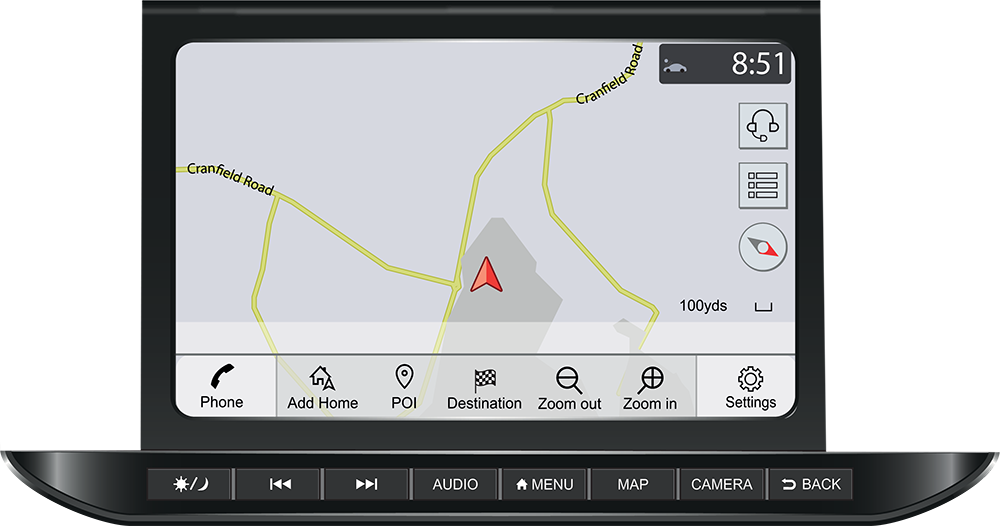 Cranfield Road
8:51
Cranfield Road
100yds
Phone
Add Home
POI
Destination
Zoom out
Zoom in
Settings
AUDIO
MENU
MAP
CAMERA
BACK